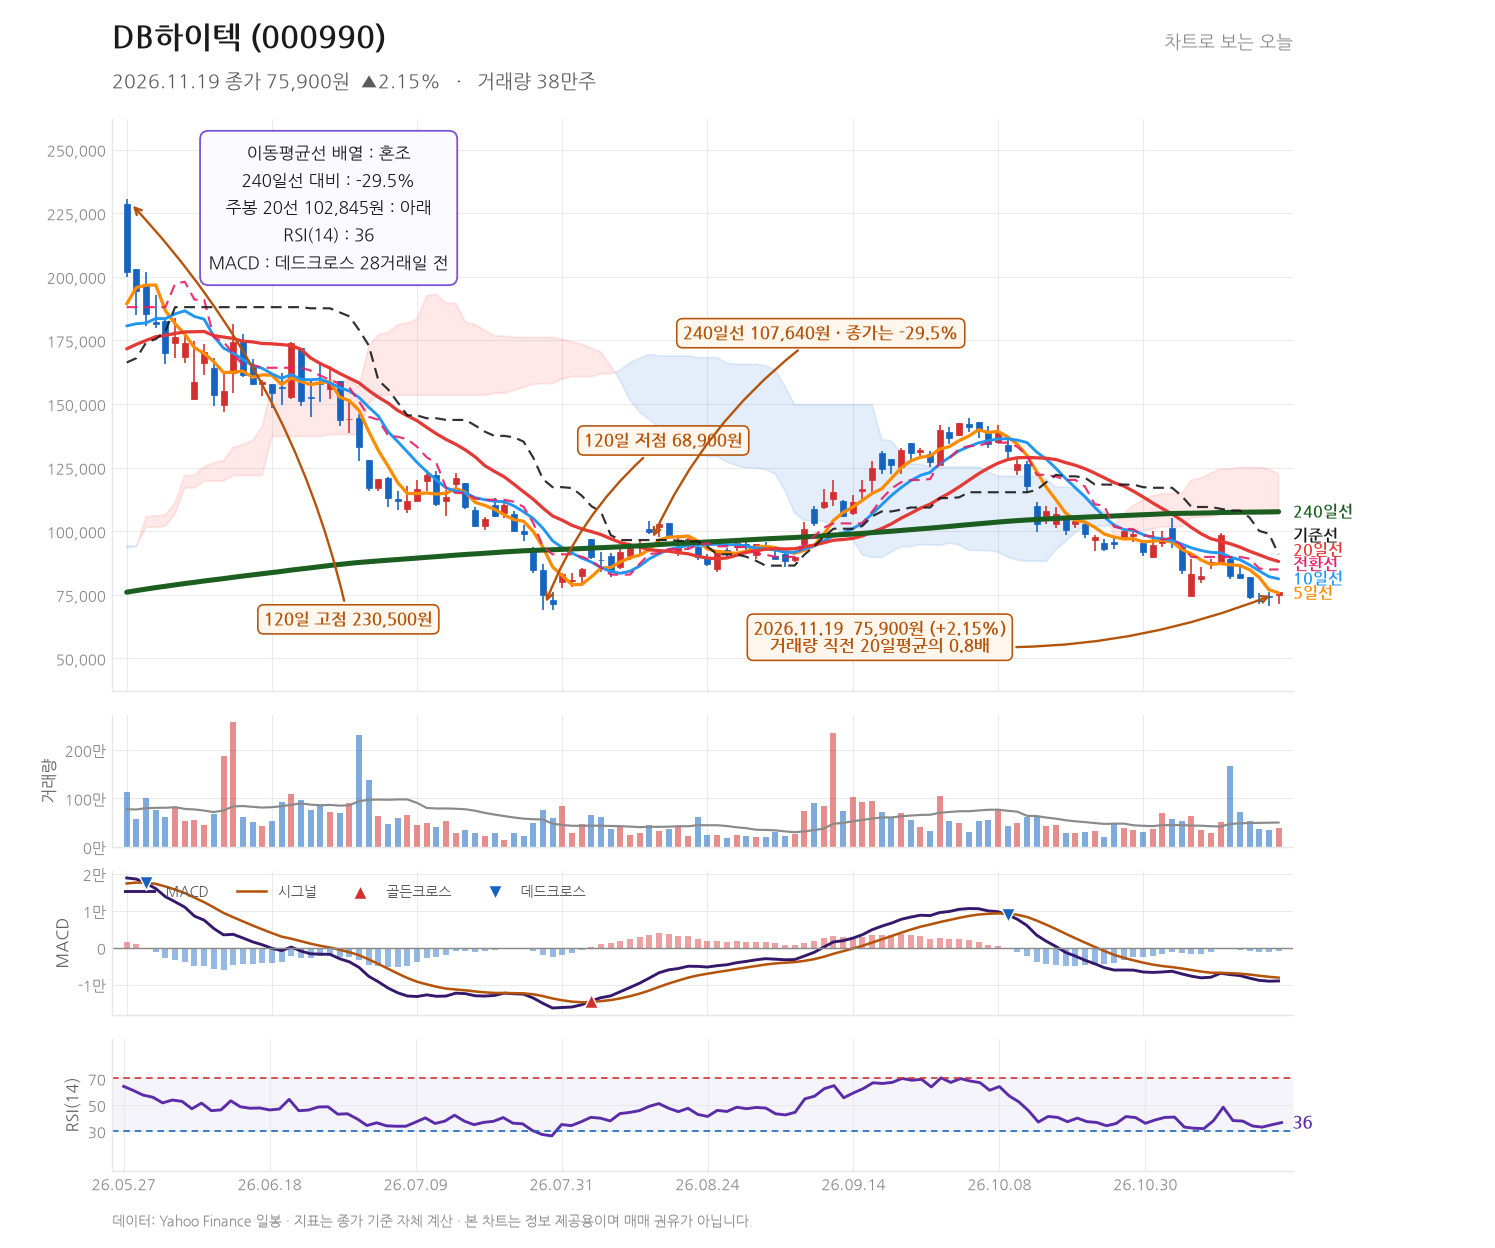 DB하이텍 (000990)
차트로 보는 오늘
2026.11.19 종가 75,900원 ▲2.15% · 거래량 38만주
250,000
225,000
200,000
175,000
150,000
125,000
100,000
75,000
50,000
이동평균선 배열 : 혼조
240일선 대비 : -29.5%
주봉 20선 102,845원 : 아래
RSI(14) : 36
MACD : 데드크로스 28거래일 전
240일선 107,640원 · 종가는 -29.5%
120일 저점 68,900원
120일 고점 230,500원
2026.11.19 75,900원 (+2.15%)
거래량 직전 20일평균의 0.8배
240일선
기준선
20일선
전환선
10일선
5일선
거래량
200만
100만
0만
MACD
2만
1만
0
-1만
MACD
시그널
골든크로스
데드크로스
RSI(14)
70
50
30
36
26.05.27
26.06.18
26.07.09
26.07.31
26.08.24
26.09.14
26.10.08
26.10.30
데이터: Yahoo Finance 일봉 · 지표는 종가 기준 자체 계산 · 본 차트는 정보 제공용이며 매매 권유가 아닙니다.